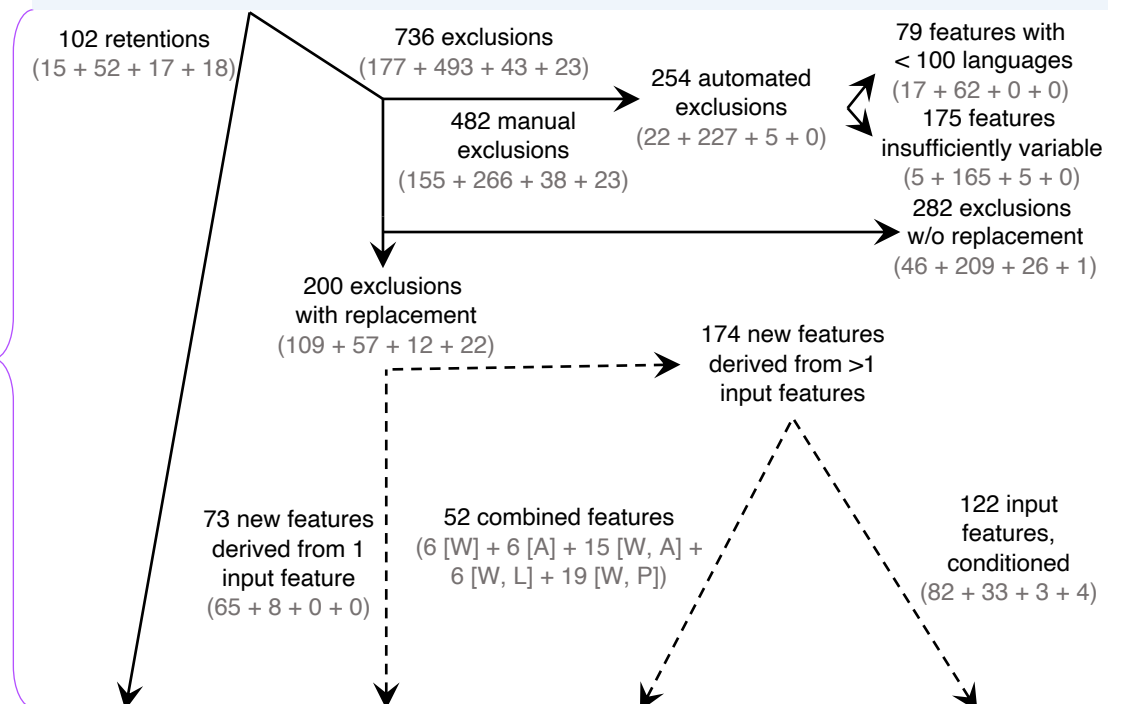 102 retentions
(15 + 52 + 17 + 18)
736 exclusions
(177 + 493 + 43 + 23)
482 manual
exclusions
(155 + 266 + 38 + 23)
254 automated
exclusions
(22 + 227 + 5 + 0)
79 features with
< 100 languages
(17 + 62 + 0 + 0)
175 features
insufficiently variable
(5 + 165 + 5 + 0)
282 exclusions
w/o replacement
(46 + 209 + 26 + 1)
200 exclusions
with replacement
(109 + 57 + 12 + 22)
174 new features
derived from >1
input features
73 new features
derived from 1
input feature
(65 + 8 + 0 + 0)
52 combined features
(6 [W] + 6 [A] + 15 [W, A] +
6 [W, L] + 19 [W, P])
122 input
features,
conditioned
(82 + 33 + 3 + 4)